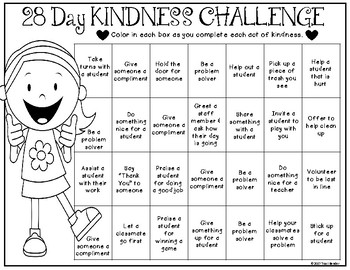 28 Day KINDNESS CHALLENGE
Color in each box as you complete each act of kindness.
Take
turns with
a student
Give
someone a
compliment
Hold the
door for
someone
Be a
problem
solver
Help out a
student
Pick up a
piece of
trash you
see
Help a
student
that is
hurt
Be a
problem
solver
Do
something
nice for a
student
Give
someone a
compliment
Greet a
staff
member &
ask how
their day
is going
Share
something
with a
student
Invite a
student to
play with
you
Offer to
help clean
up
Assist a
student
with their
work
Say
"Thank
You" to
someone
Praise a
student for
doing a
good job
Give
someone a
compliment
Be a
problem
solver
Do
something
nice for a
teacher
Volunteer
to be last
in line
Give
someone a
compliment
Let a
classmate
go first
Praise a
student
for
winning a
game
Give
something
up for a
student
Be a
problem
solver
Help your
classmates
solve a
problem
Stick up
for a
student